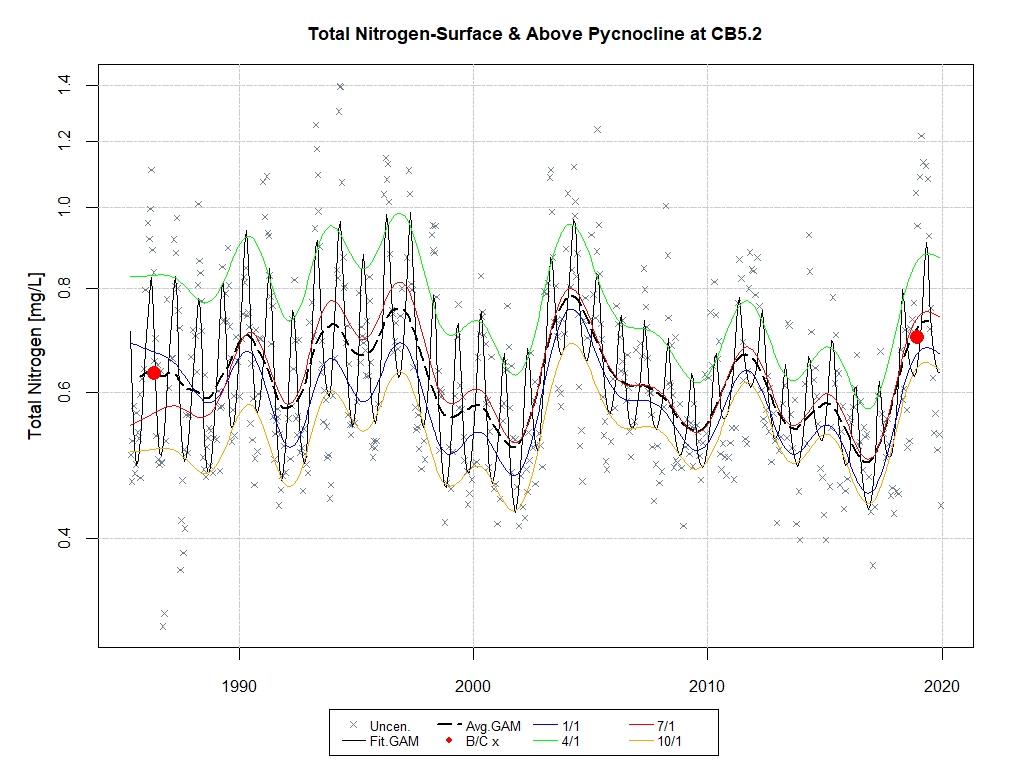 Total Nitrogen-Surface & Above Pycnocline at CB5.2
Total Nitrogen [mg/L]
1.4
1.2
1.0
0.8
0.6
0.4
1990 2000 2010 2020
Uncen. Avg.GAM 1/1 7/1
Fit.GAM B/C x 4/1 10/1